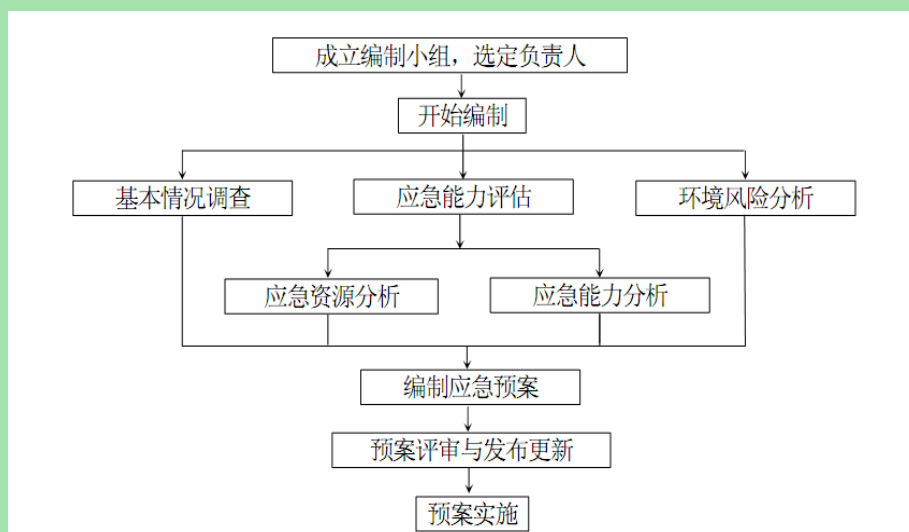 成立编制小组，选定负责人
开始编制
基本情况调查
应急能力评估
环境风险分析
应急资源分析
应急能力分析
编制应急预案
预案评审与发布更新
预案实施